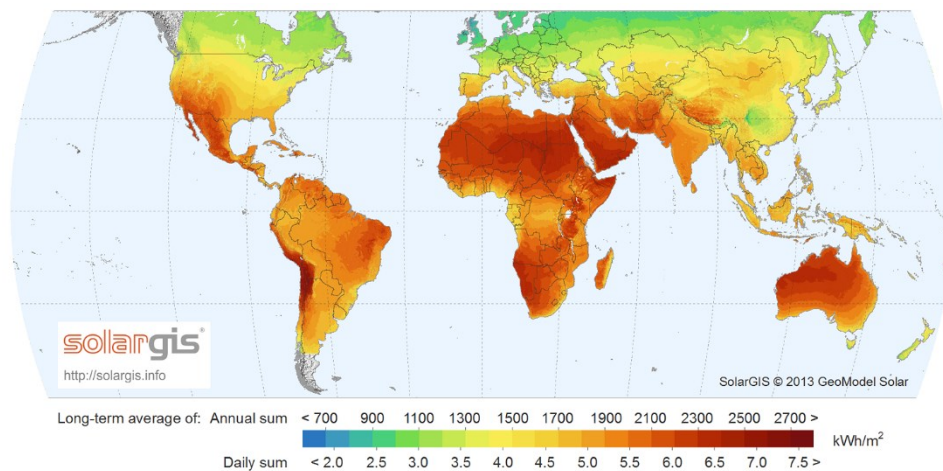 solargis®
http://solargis.info
SolarGIS © 2013 GeoModel Solar
Long-term average of: Annual sum < 700 900 1100 1300 1500 1700 1900 2100 2300 2500 2700 >
kWh/m²
Daily sum < 2.0 2.5 3.0 3.5 4.0 4.5 5.0 5.5 6.0 6.5 7.0 7.5 >